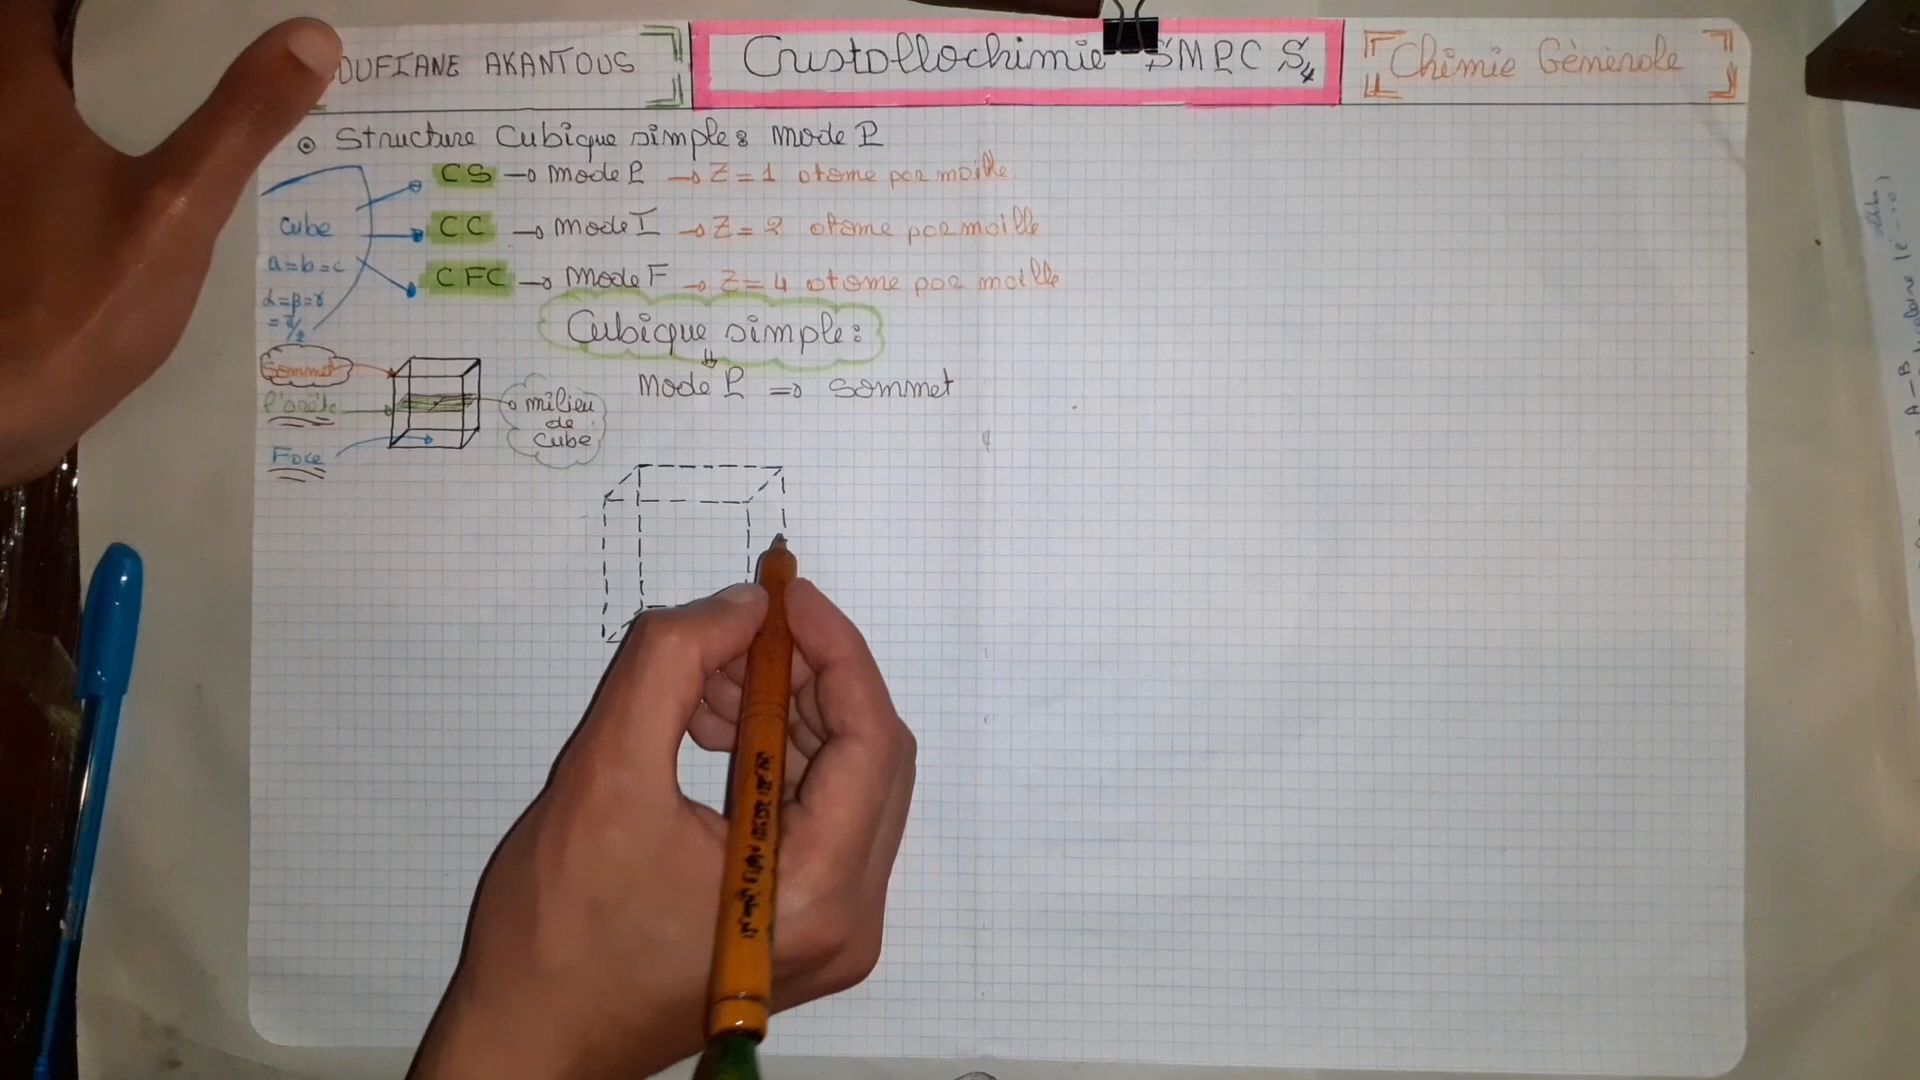 OUFIANE AKANTOUS
Cristallochimie SMPC S4
Chimie Générale
Structure Cubique simple: mode P
CS → mode P → Z = 1 atome par maille
Cube
CC → mode I → Z = 2 atome par maille
a=b=c
CFC → mode F → Z = 4 atome par maille
α=β=γ
=π/2
Cubique simple:
Sommet
mode P ⇒ sommet
l'arête
milieu
de
cube
Face
A-B